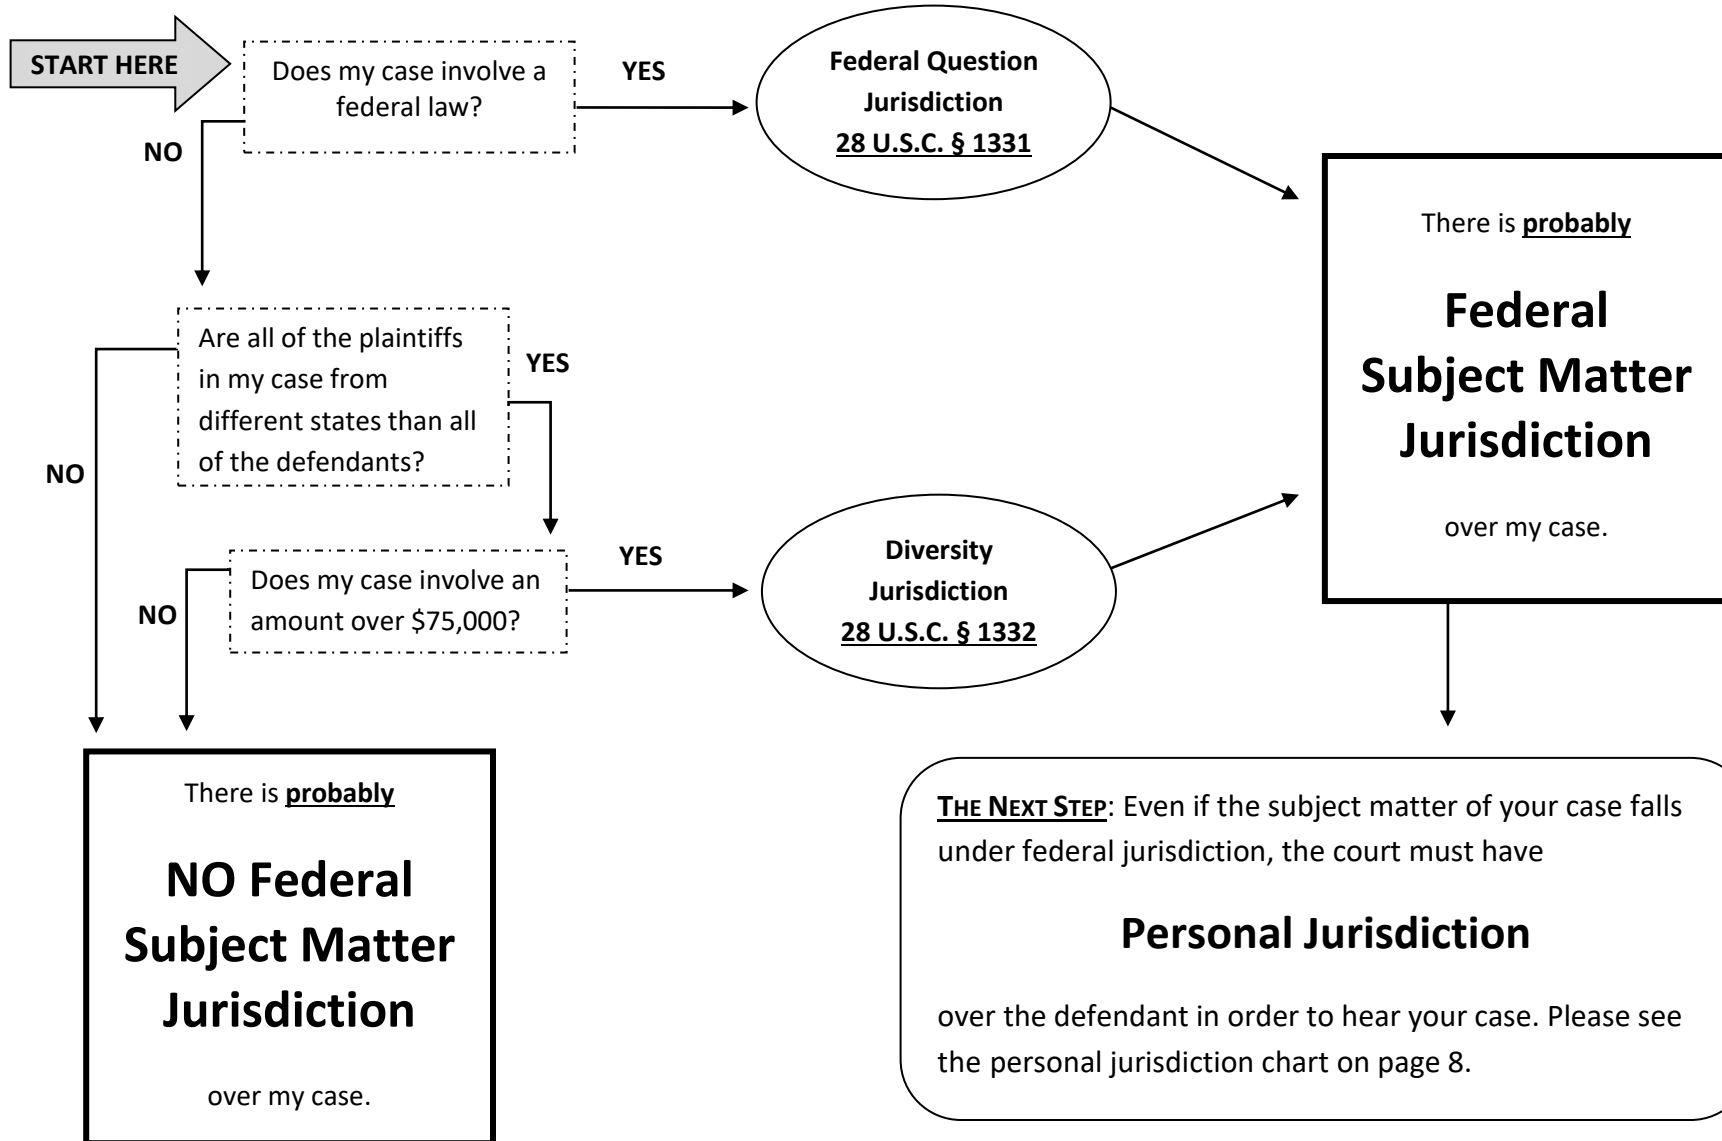 START HERE
Does my case involve a
federal law?
YES
NO
Federal Question
Jurisdiction
28 U.S.C. § 1331
Are all of the plaintiffs
in my case from
different states than all
of the defendants?
YES
NO
Does my case involve an
amount over $75,000?
YES
NO
Diversity
Jurisdiction
28 U.S.C. § 1332
There is probably
Federal
Subject Matter
Jurisdiction
over my case.
There is probably
NO Federal
Subject Matter
Jurisdiction
over my case.
THE NEXT STEP: Even if the subject matter of your case falls
under federal jurisdiction, the court must have
Personal Jurisdiction
over the defendant in order to hear your case. Please see
the personal jurisdiction chart on page 8.